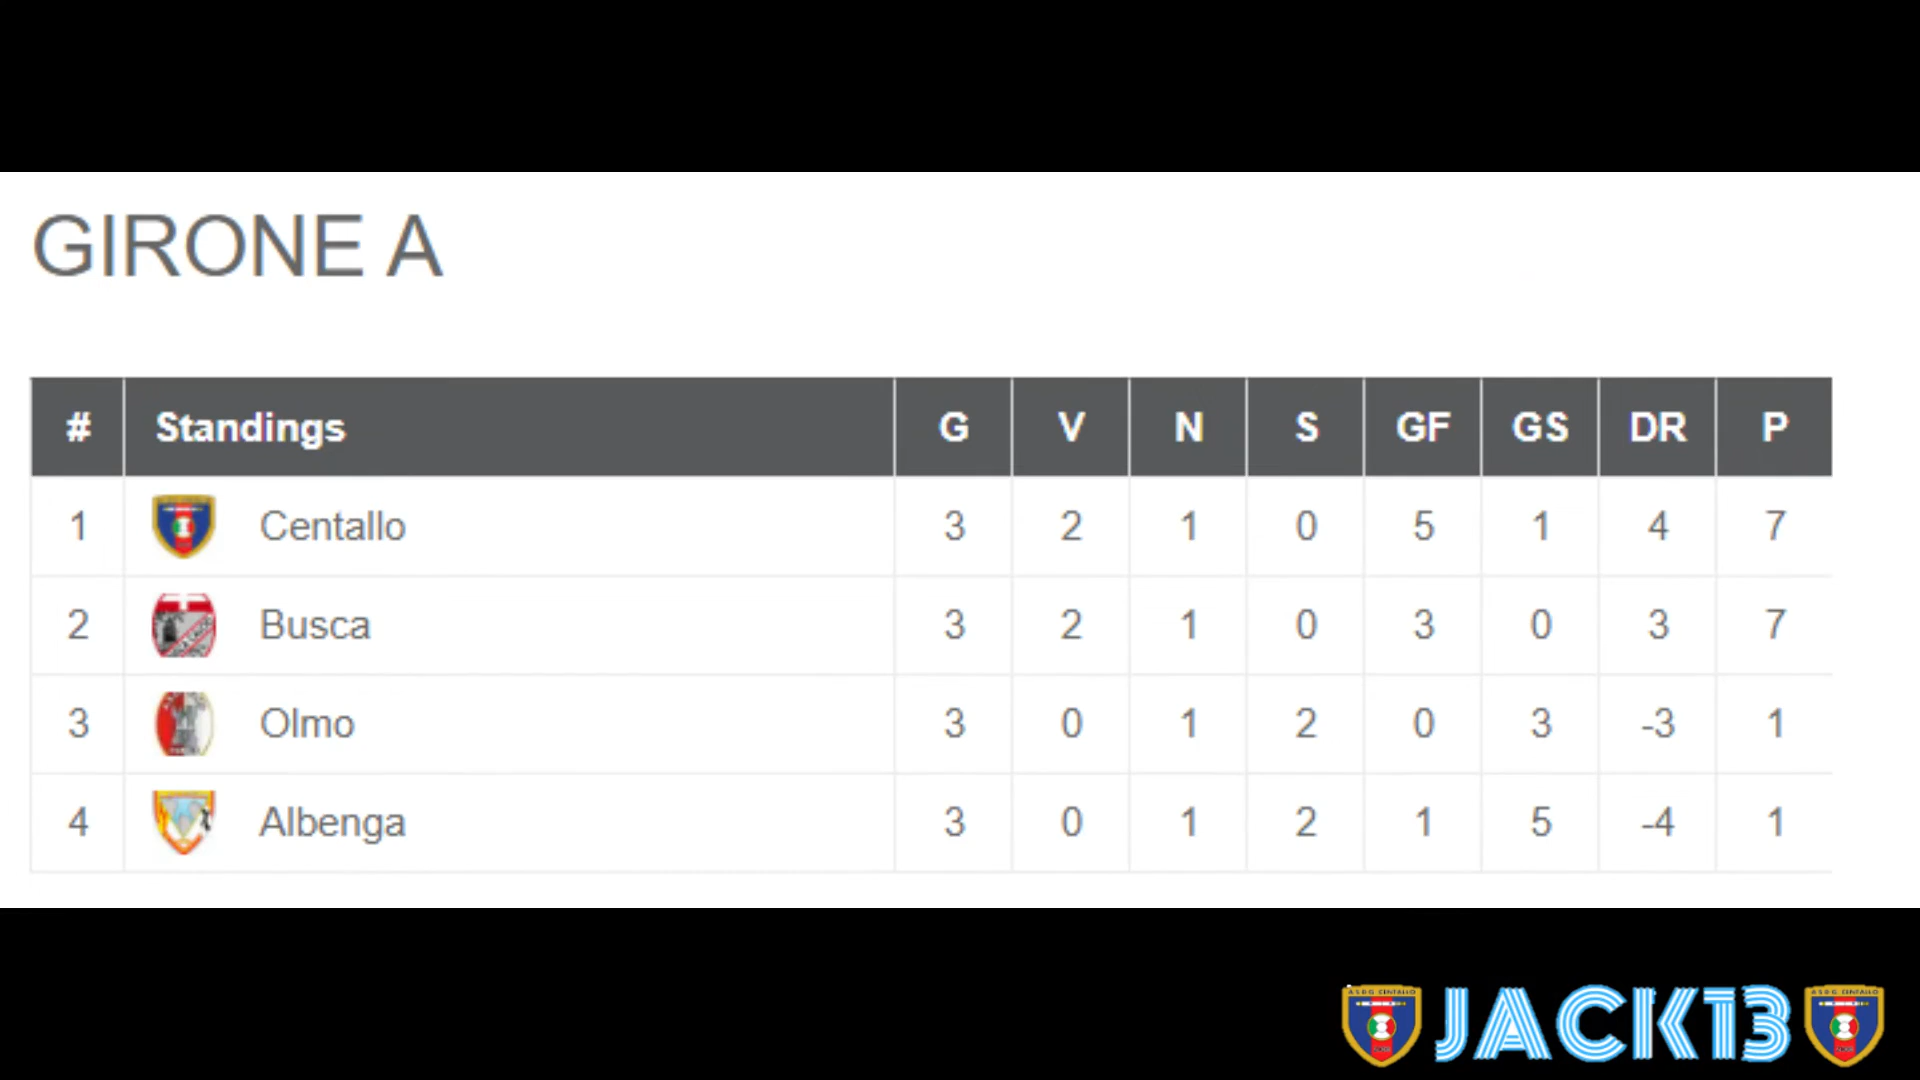 GIRONE A
# Standings G V N S GF GS DR P
1 Centallo 3 2 1 0 5 1 4 7
2 Busca 3 2 1 0 3 0 3 7
3 Olmo 3 0 1 2 0 3 -3 1
4 Albenga 3 0 1 2 1 5 -4 1
A.S.D.G. CENTALLO JACK13 A.S.D.G. CENTALLO